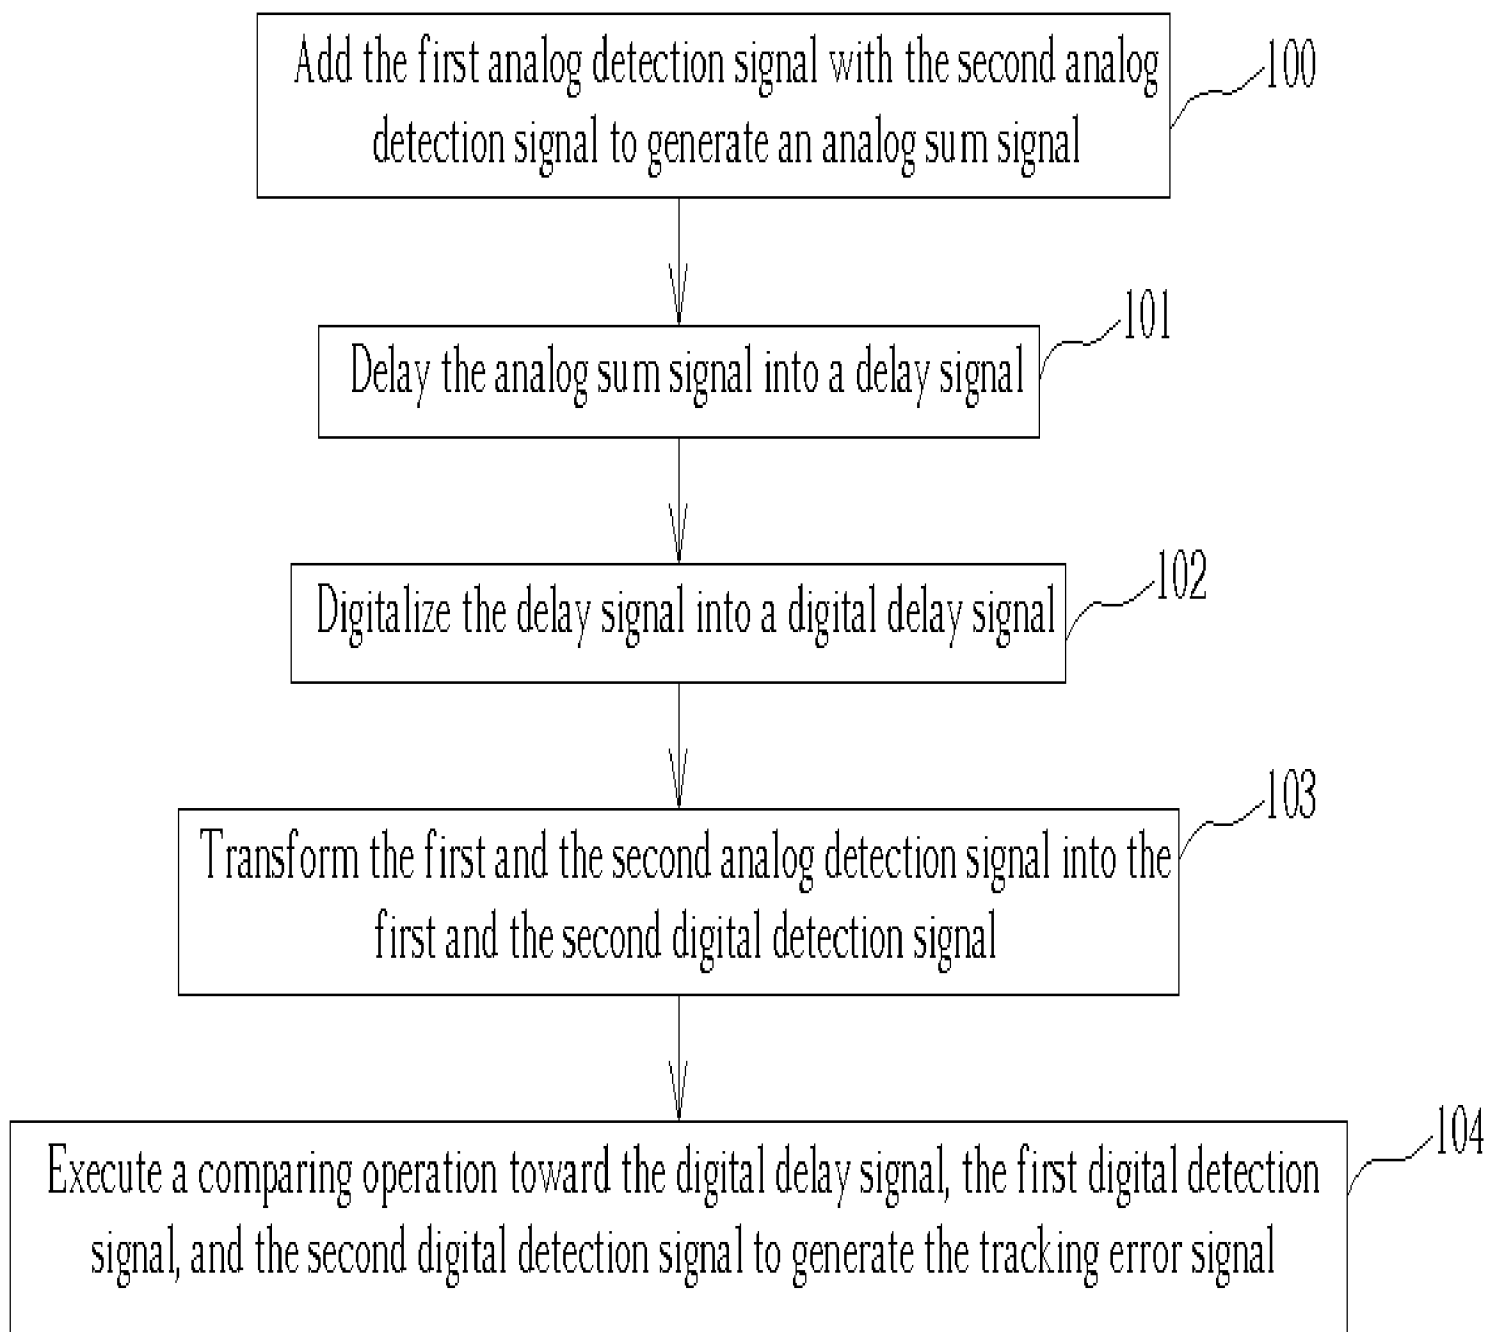 Add the first analog detection signal with the second analog
detection signal to generate an analog sum signal
100
Delay the analog sum signal into a delay signal
101
Digitalize the delay signal into a digital delay signal
102
Transform the first and the second analog detection signal into the
first and the second digital detection signal
103
Execute a comparing operation toward the digital delay signal, the first digital detection
signal, and the second digital detection signal to generate the tracking error signal
104